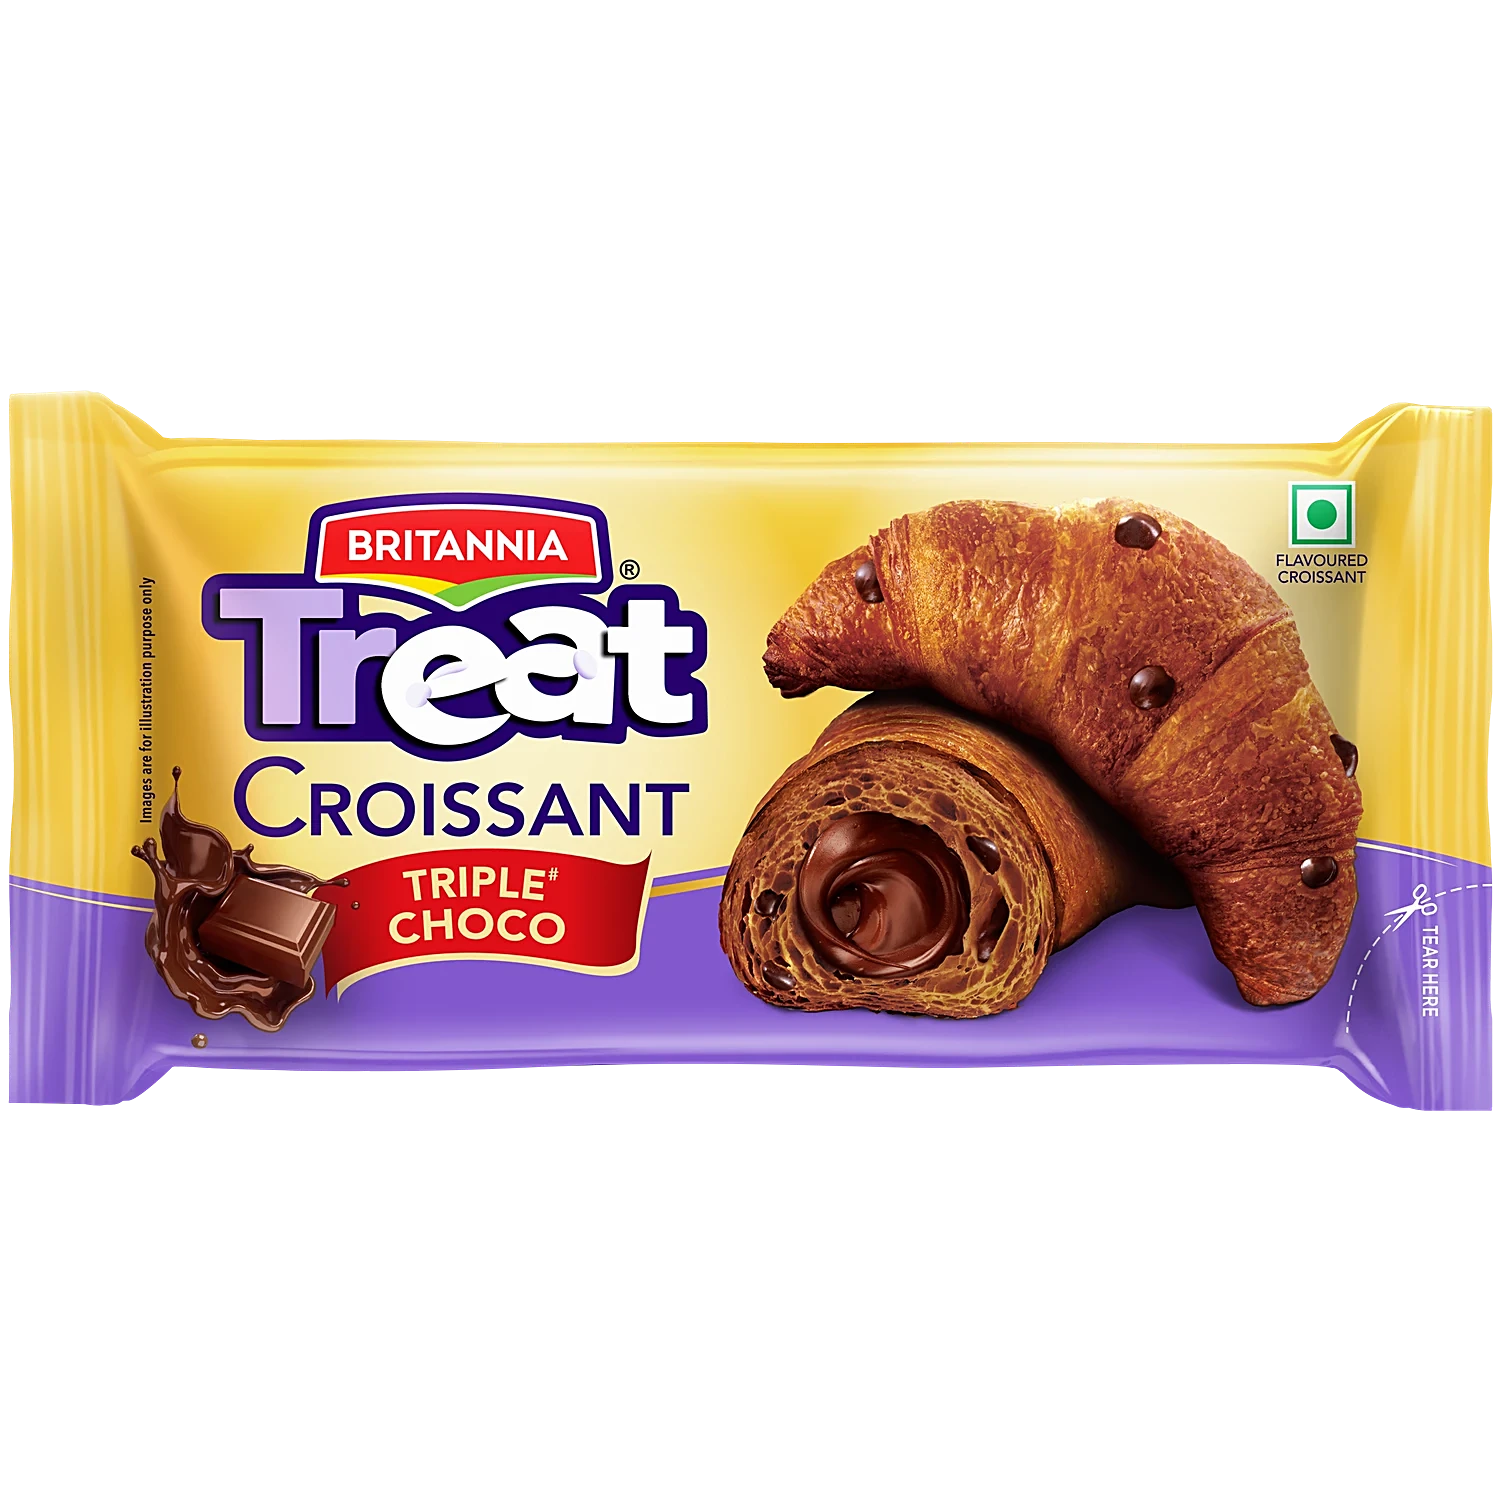 BRITANNIA
®
Treat
CROISSANT
TRIPLE#
CHOCO
Images are for illustration purpose only
FLAVOURED
CROISSANT
TEAR HERE